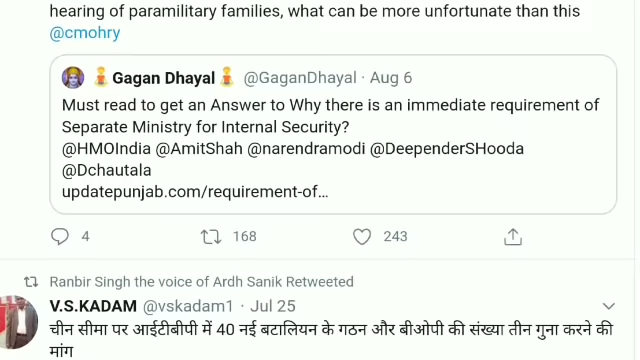 hearing of paramilitary families, what can be more unfortunate than this
@cmohry
Gagan Dhayal @GaganDhayal · Aug 6
Must read to get an Answer to Why there is an immediate requirement of
Separate Ministry for Internal Security?
@HMOIndia @AmitShah @narendramodi @DeependerSHooda
@Dchautala
updatepunjab.com/requirement-of...
4 168 243
Ranbir Singh the voice of Ardh Sanik Retweeted
V.S.KADAM @vskadam1 · Jul 25
चीन सीमा पर आईटीबीपी में 40 नई बटालियन के गठन और बीओपी की संख्या तीन गुना करने की
मांग